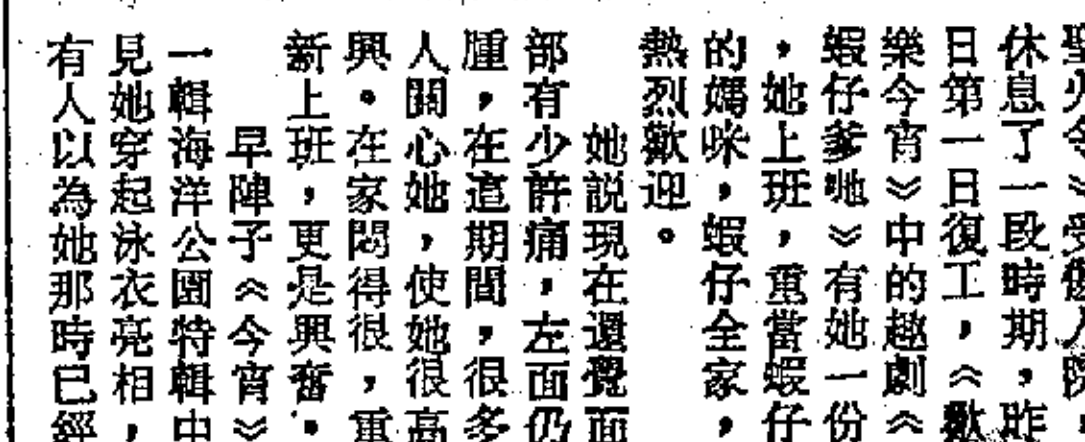 聖火令》受傷入院，
休息了一段時期，昨
日第一日復工，《歡
樂今宵》中的趣劇《
蝦仔爹哋》有她一份
，她上班，重當蝦仔
的媽咪，蝦仔全家，
熱烈歡迎。
她說現在還覺面
部有少許痛，左面仍
腫，在這期間，很多
人關心她，使她很高
興。在家悶得很，重
新上班，更是興奮。
早陣子《今宵》
一輯海洋公園特輯中
見她穿起泳衣亮相，
有人以為她那時已經